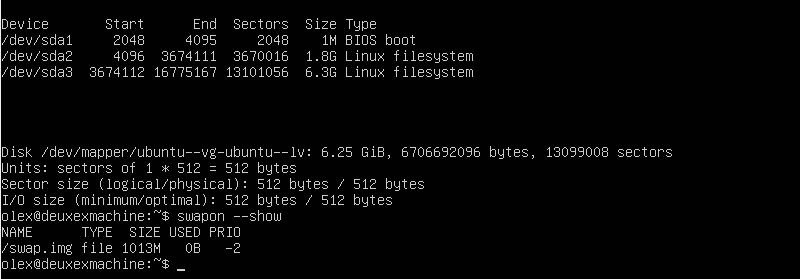 Device       Start      End  Sectors  Size Type
/dev/sda1     2048     4095     2048    1M BIOS boot
/dev/sda2     4096  3674111  3670016  1.8G Linux filesystem
/dev/sda3  3674112 16775167 13101056  6.3G Linux filesystem
Disk /dev/mapper/ubuntu--vg-ubuntu--lv: 6.25 GiB, 6706692096 bytes, 13099008 sectors
Units: sectors of 1 * 512 = 512 bytes
Sector size (logical/physical): 512 bytes / 512 bytes
I/O size (minimum/optimal): 512 bytes / 512 bytes
olex@deuxexmachine:~$ swapon --show
NAME      TYPE  SIZE USED PRIO
/swap.img file 1013M   0B   -2
olex@deuxexmachine:~$ _